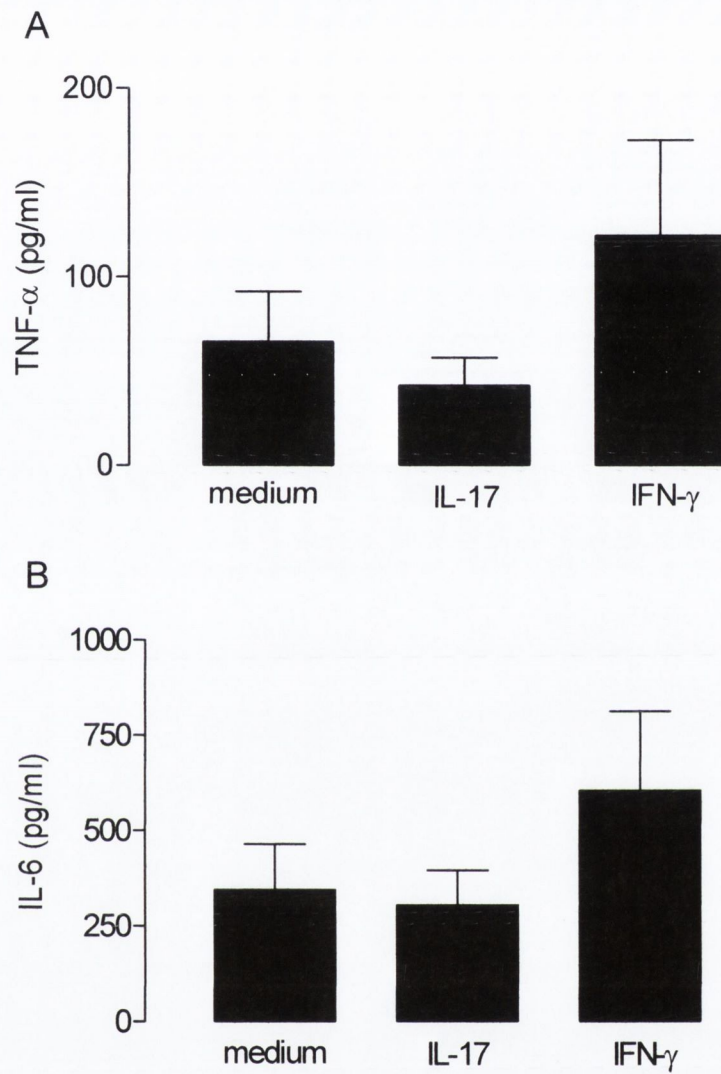 A
200
100
0
TNF-α (pg/ml)
medium IL-17 IFN-γ
B
1000
750
500
250
0
IL-6 (pg/ml)
medium IL-17 IFN-γ